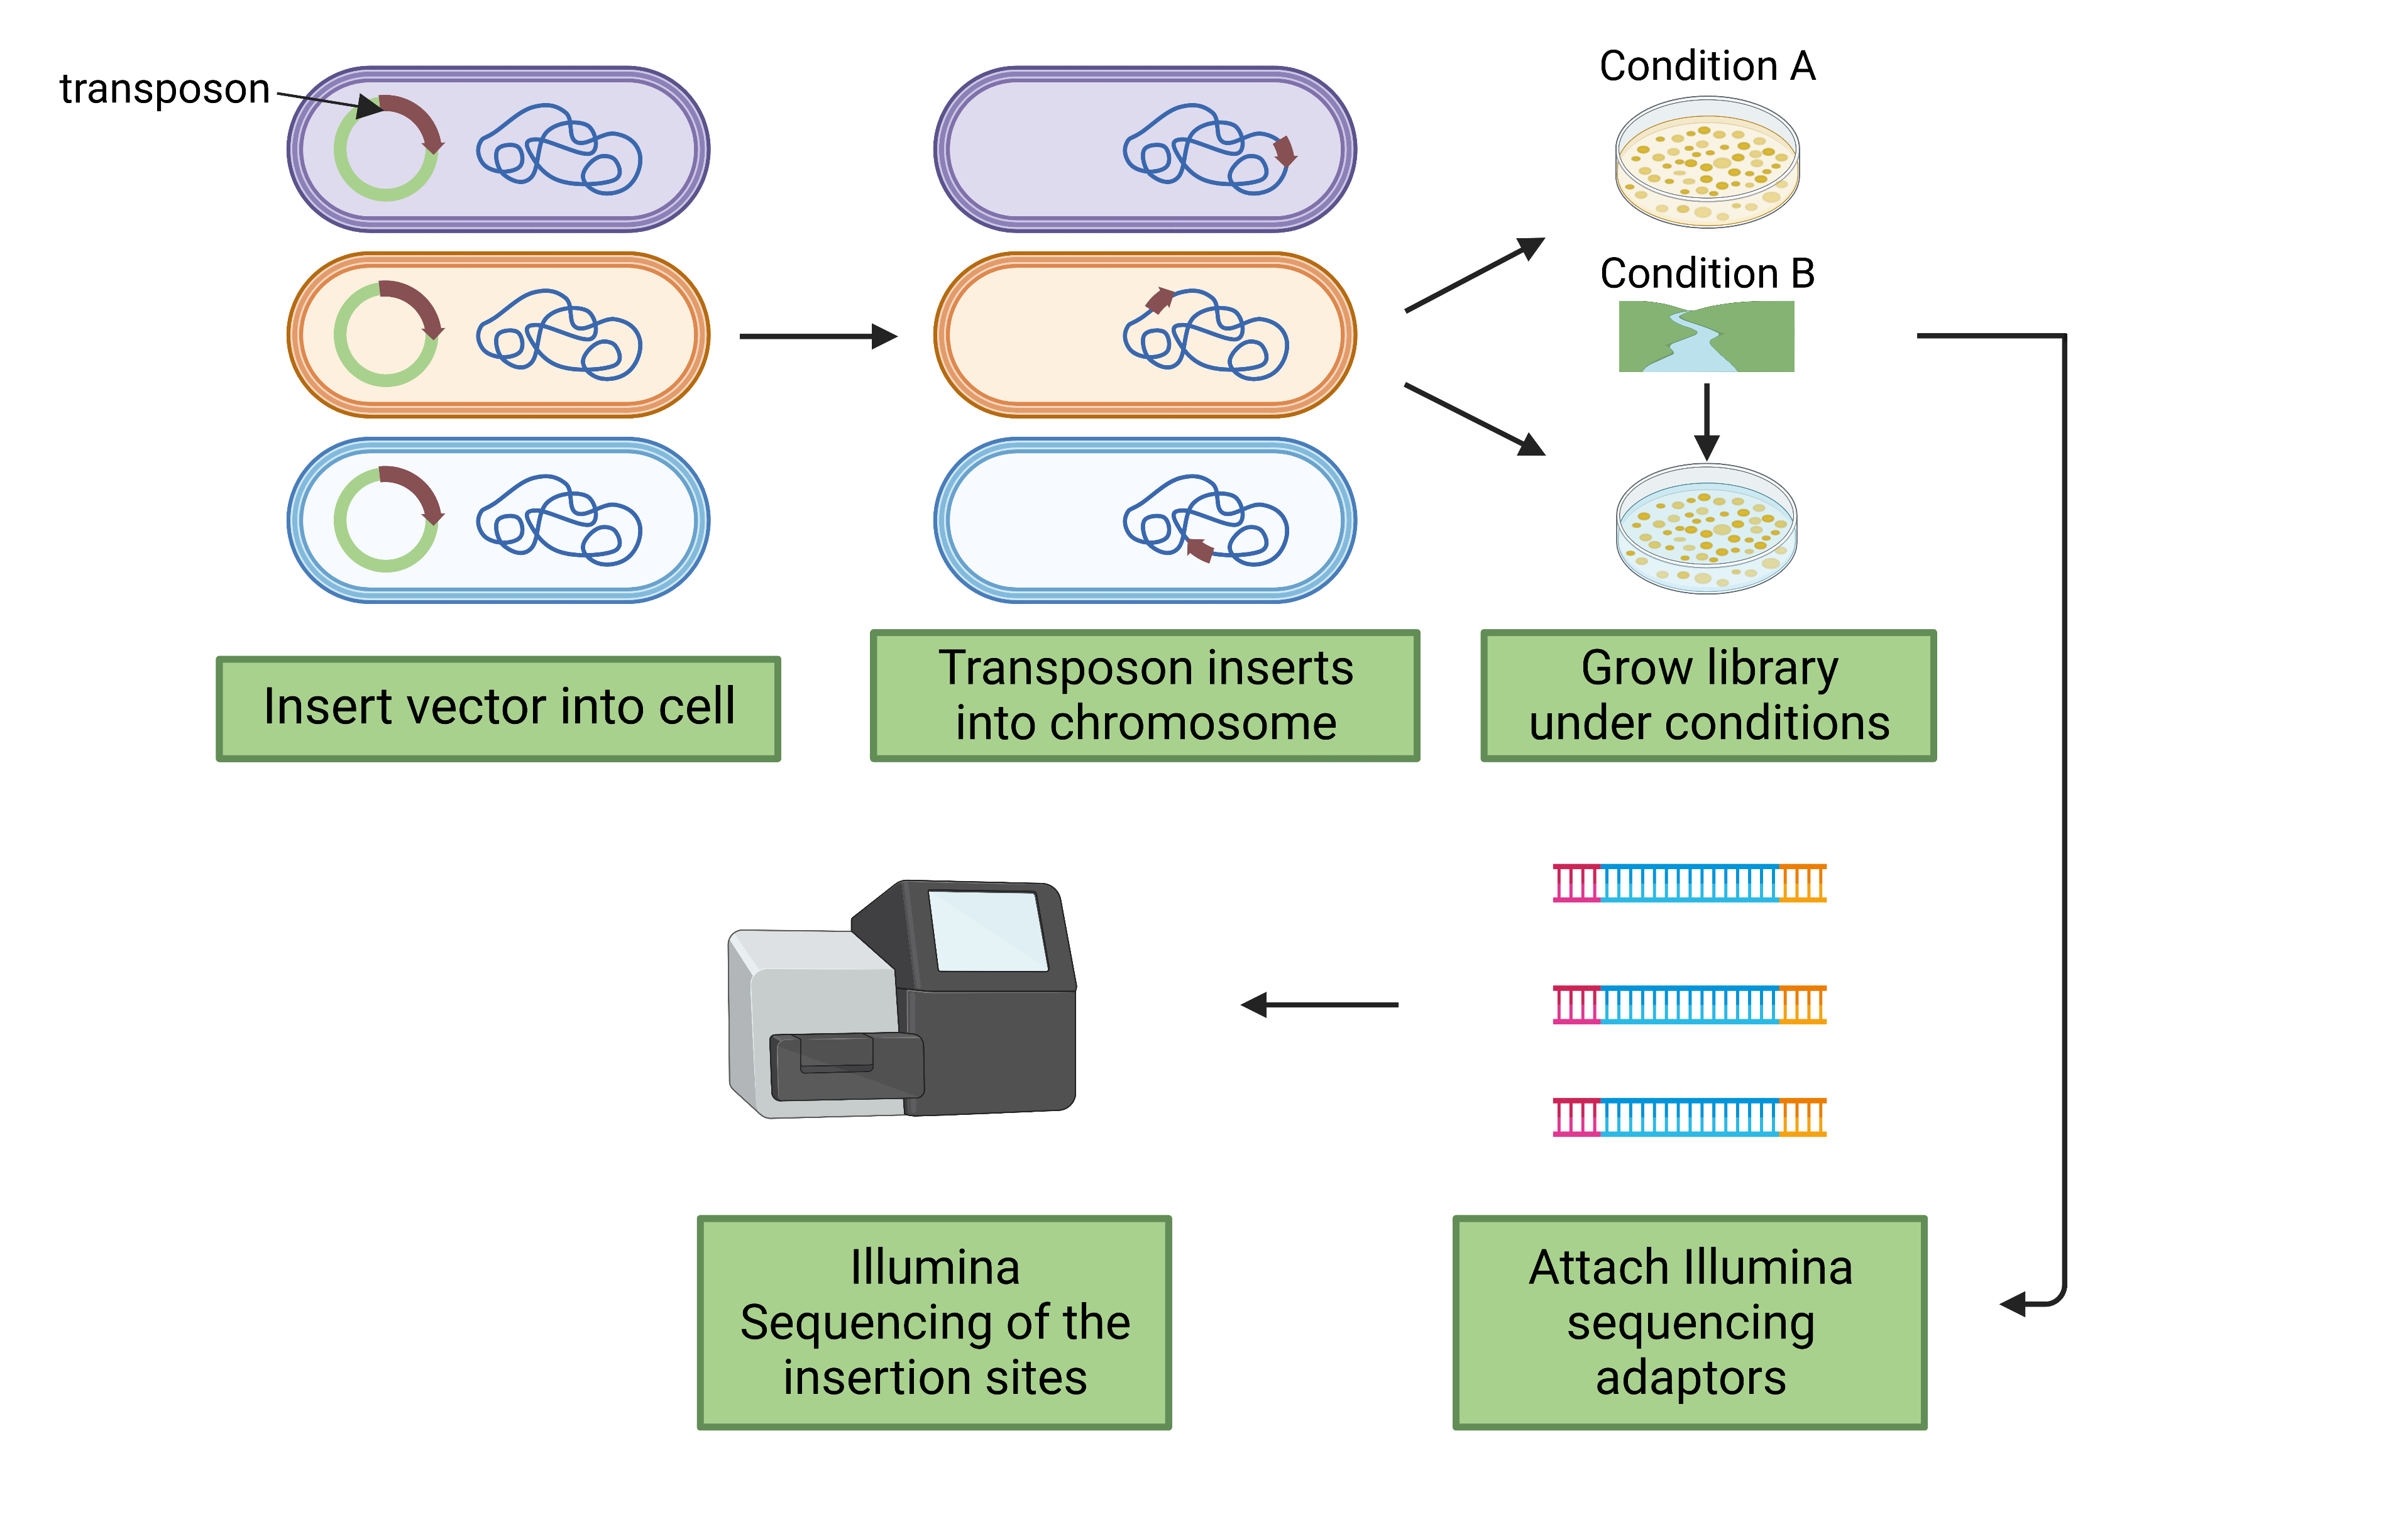 transposon
Condition A
Condition B
Insert vector into cell
Transposon inserts
into chromosome
Grow library
under conditions
Illumina
Sequencing of the
insertion sites
Attach Illumina
sequencing
adaptors